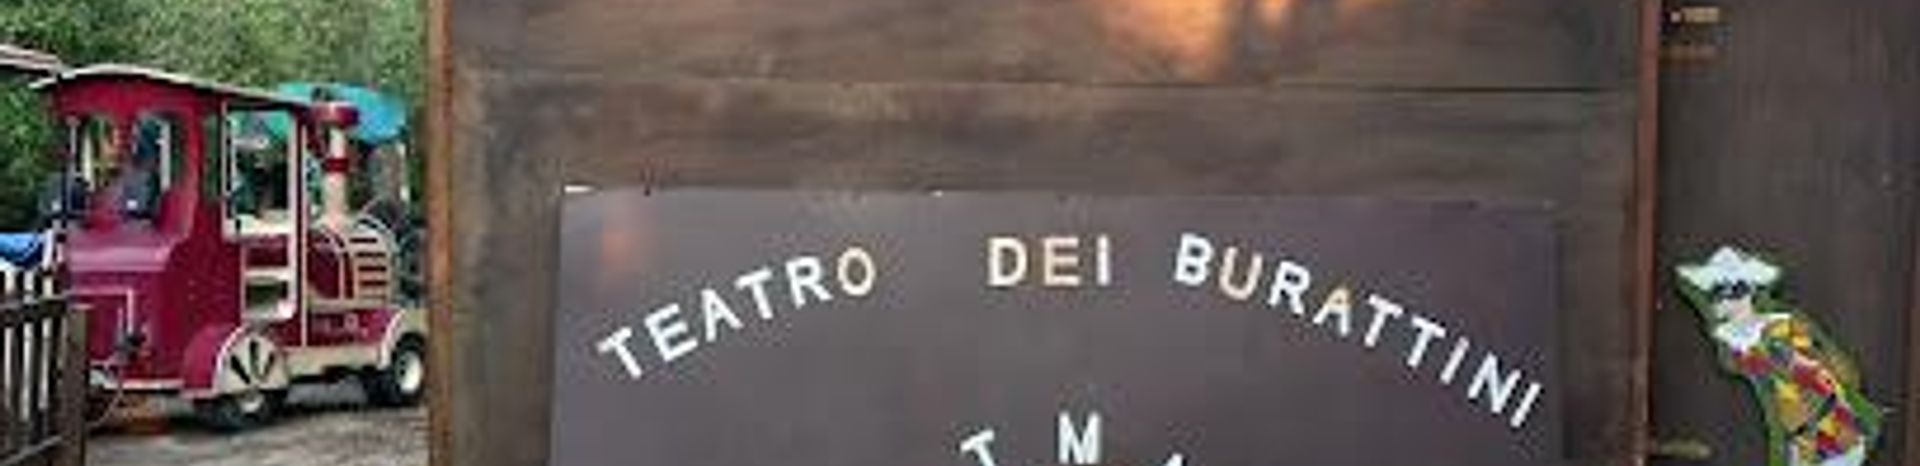 TEATRO DEI BURATTINI